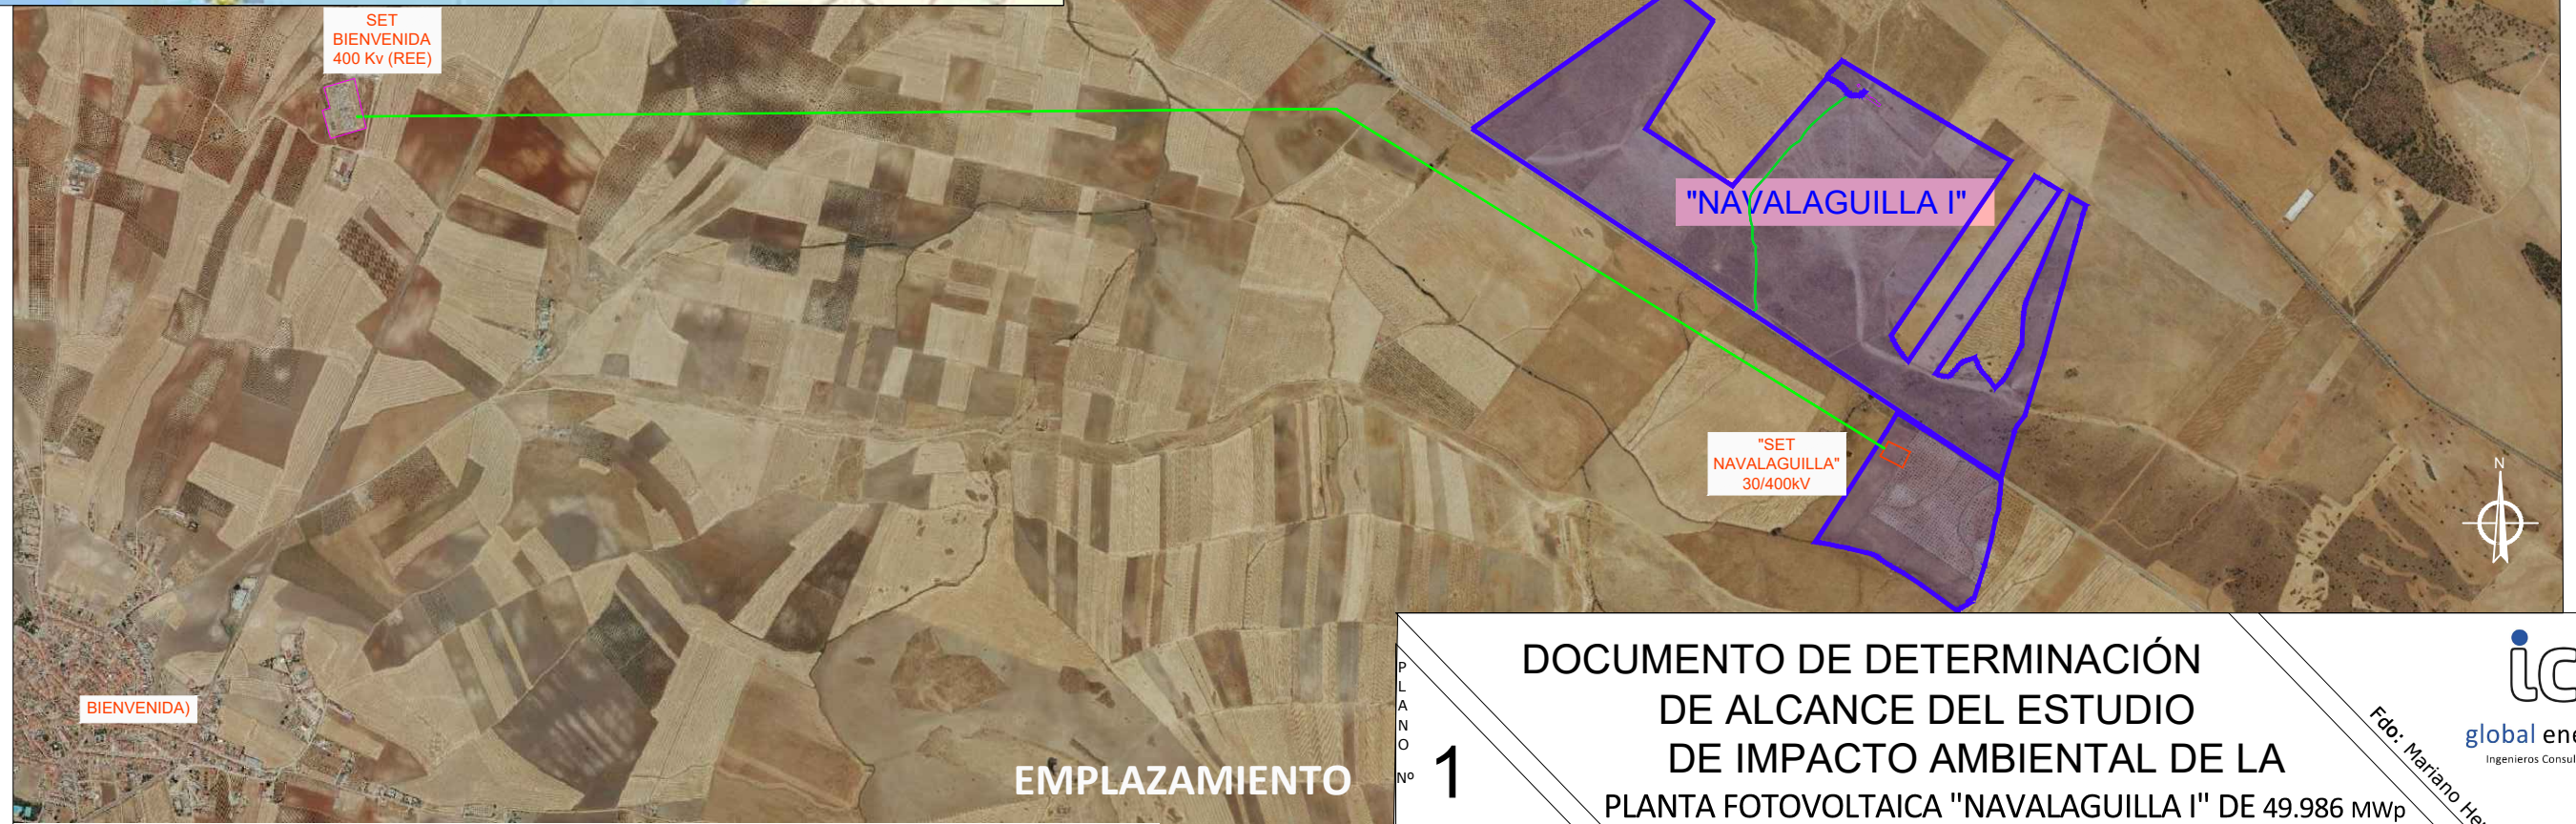 SET
BIENVENIDA
400 Kv (REE)
"NAVALAGUILLA I"
"SET
NAVALAGUILLA"
30/400kV
N
BIENVENIDA)
EMPLAZAMIENTO
PLANO Nº
1
DOCUMENTO DE DETERMINACIÓN
DE ALCANCE DEL ESTUDIO
DE IMPACTO AMBIENTAL DE LA
PLANTA FOTOVOLTAICA "NAVALAGUILLA I" DE 49.986 MWp
Fdo: Mariano
ic
global
Ingenieros